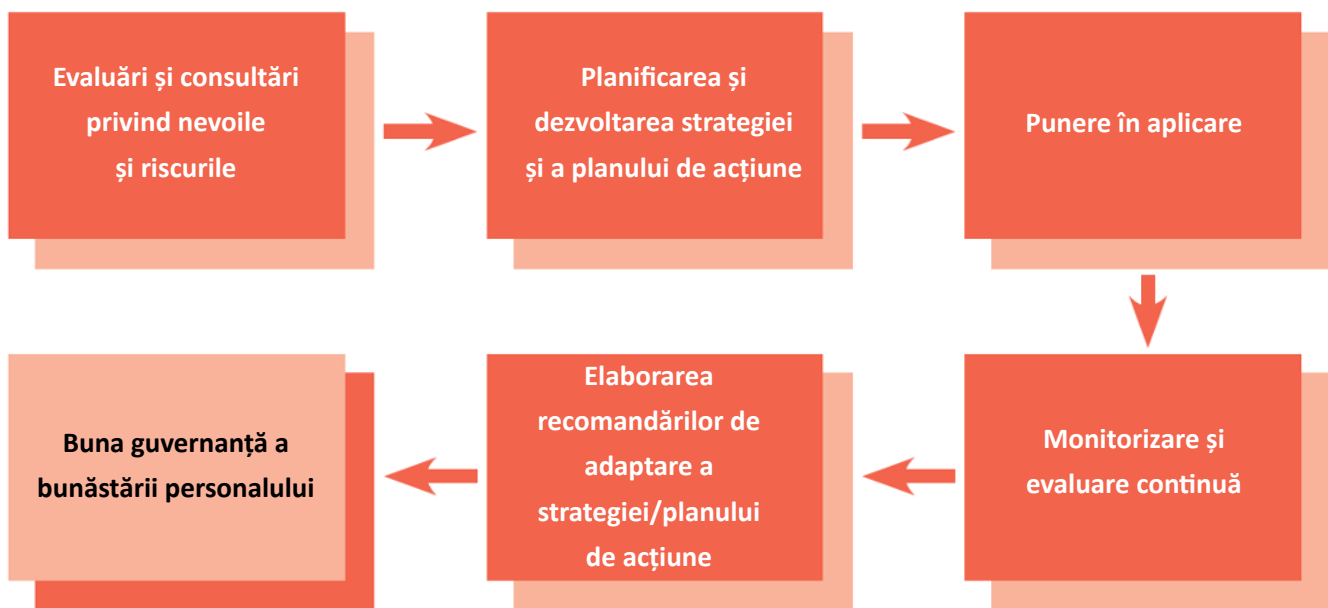 Evaluări și consultări
privind nevoile
și riscurile
Planificarea și
dezvoltarea strategiei
și a planului de acțiune
Punere în aplicare
Monitorizare și
evaluare continuă
Elaborarea
recomandărilor de
adaptare a
strategiei/planului
de acțiune
Buna guvernanță a
bunăstării personalului